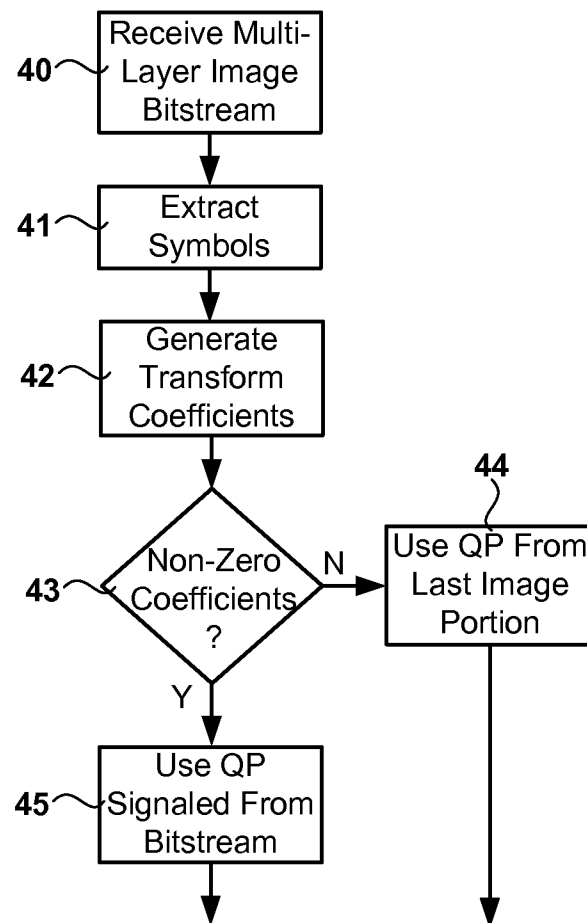 Receive Multi-
Layer Image
Bitstream
40
Extract
Symbols
41
Generate
Transform
Coefficients
42
Non-Zero
Coefficients
?
43
N
Y
44
Use QP From
Last Image
Portion
Use QP
Signaled From
Bitstream
45